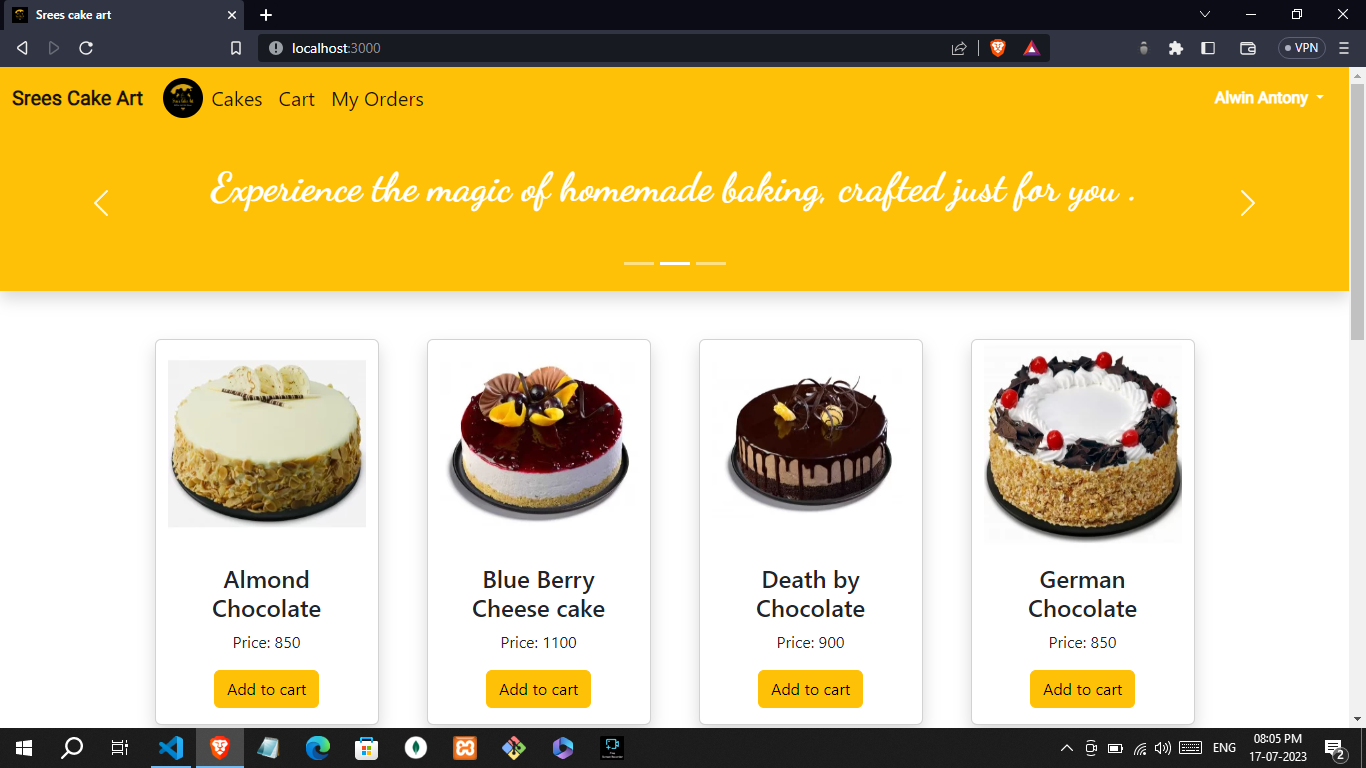 Srees cake art
localhost:3000
VPN
Srees Cake Art
Cakes
Cart
My Orders
Alwin Antony
Experience the magic of homemade baking, crafted just for you .
Almond
Chocolate
Price: 850
Add to cart
Blue Berry
Cheese cake
Price: 1100
Add to cart
Death by
Chocolate
Price: 900
Add to cart
German
Chocolate
Price: 850
Add to cart
ENG
08:05 PM
17-07-2023
2